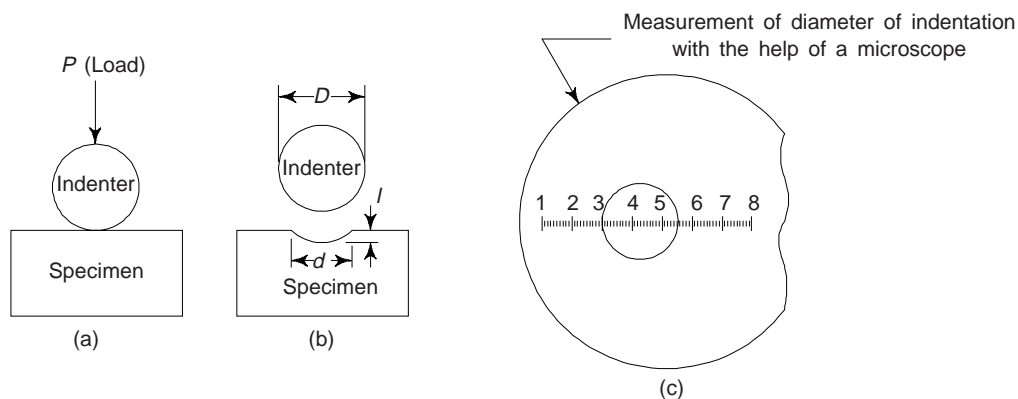 Measurement of diameter of indentation
with the help of a microscope
P (Load)
Indenter
Specimen
(a)
D
Indenter
l
d
Specimen
(b)
1 2 3 4 5 6 7 8
(c)